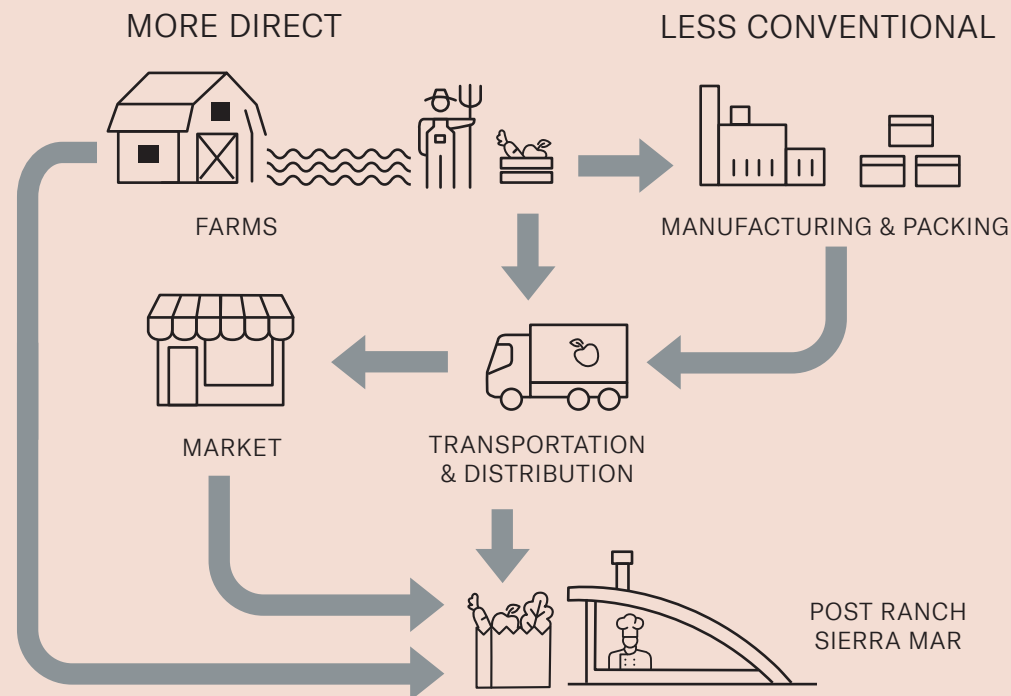 MORE DIRECT
LESS CONVENTIONAL
FARMS
MANUFACTURING & PACKING
MARKET
TRANSPORTATION
& DISTRIBUTION
POST RANCH
SIERRA MAR